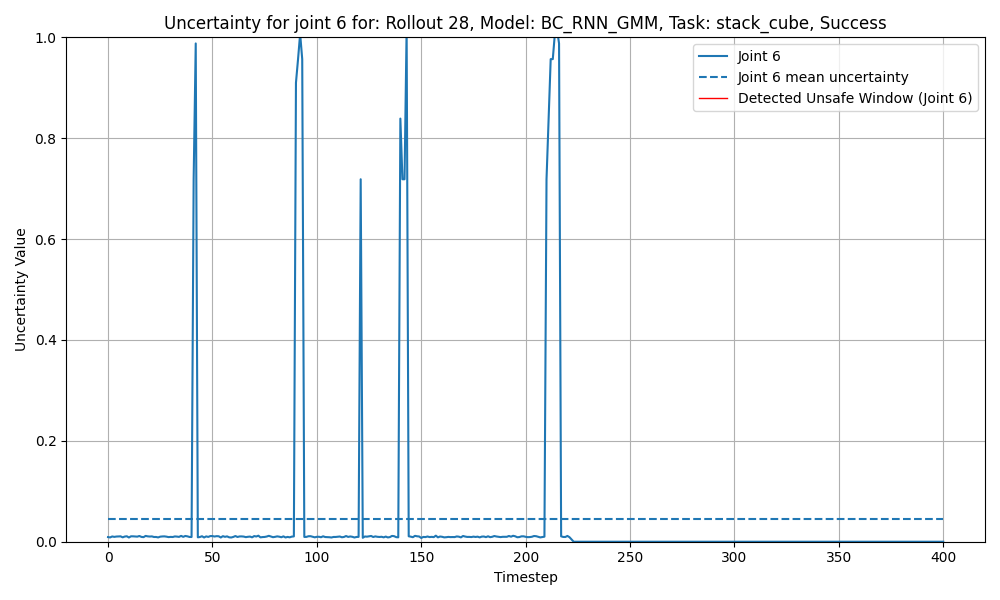 Uncertainty for joint 6 for: Rollout 28, Model: BC_RNN_GMM, Task: stack_cube, Success
Joint 6
Joint 6 mean uncertainty
Detected Unsafe Window (Joint 6)
Uncertainty Value
1.0
0.8
0.6
0.4
0.2
0.0
0 50 100 150 200 250 300 350 400
Timestep